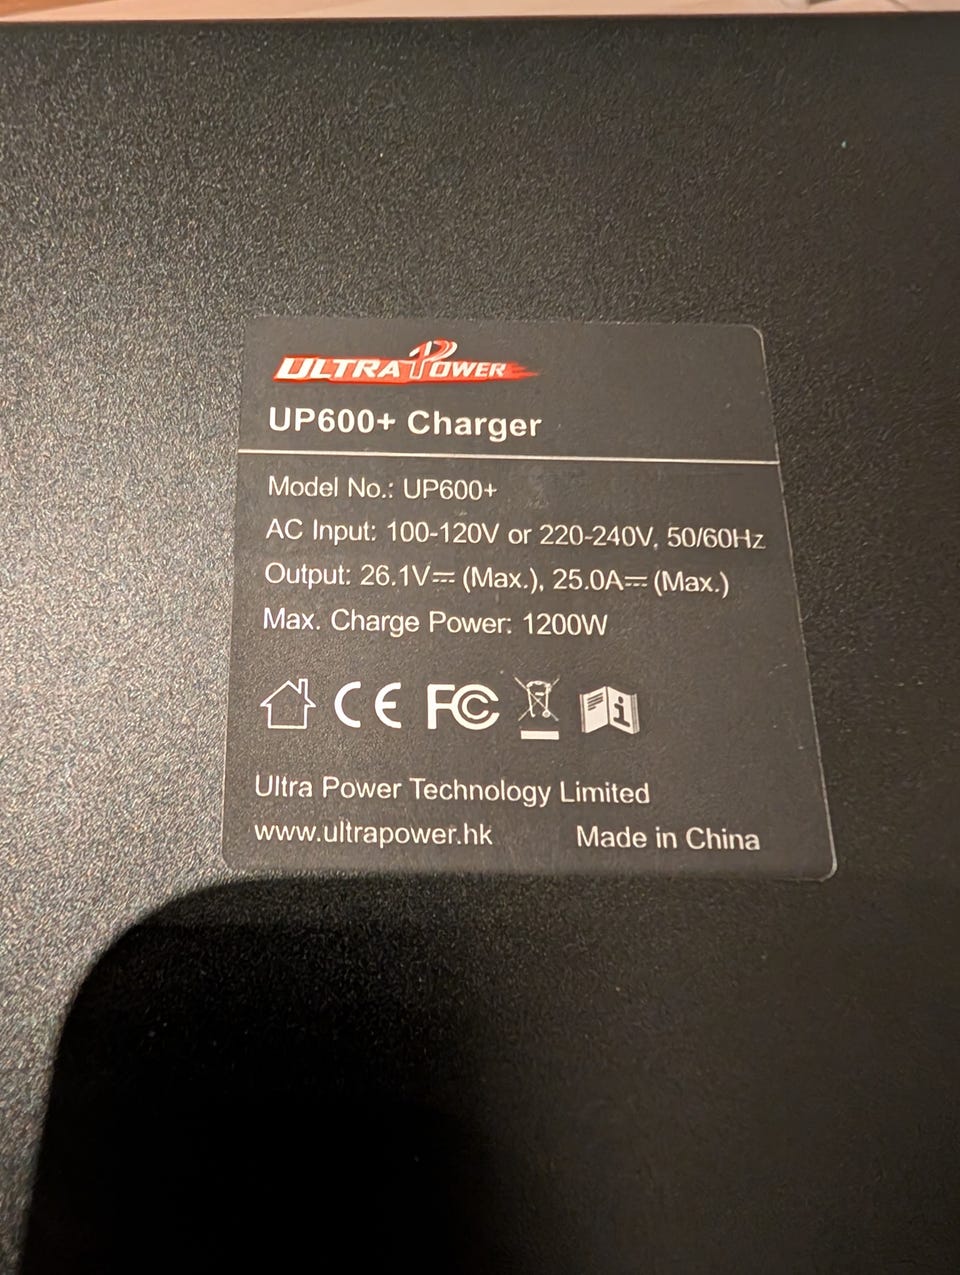 ULTRA POWER
UP600+ Charger
Model No.: UP600+
AC Input: 100-120V or 220-240V, 50/60Hz
Output: 26.1V⎓ (Max.), 25.0A⎓ (Max.)
Max. Charge Power: 1200W
CE FC i
Ultra Power Technology Limited
www.ultrapower.hk Made in China